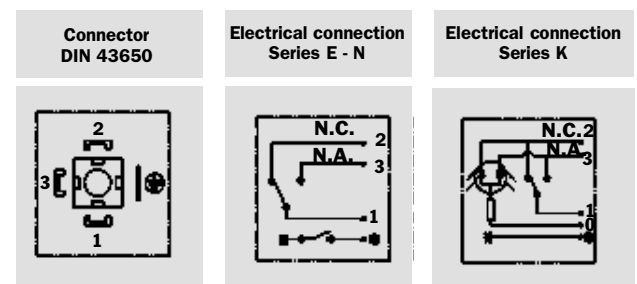 Connector
DIN 43650
Electrical connection
Series E - N
Electrical connection
Series K
2
3
1
N.C.
2
N.A.
3
1
N.C.2
N.A.
3
1
0